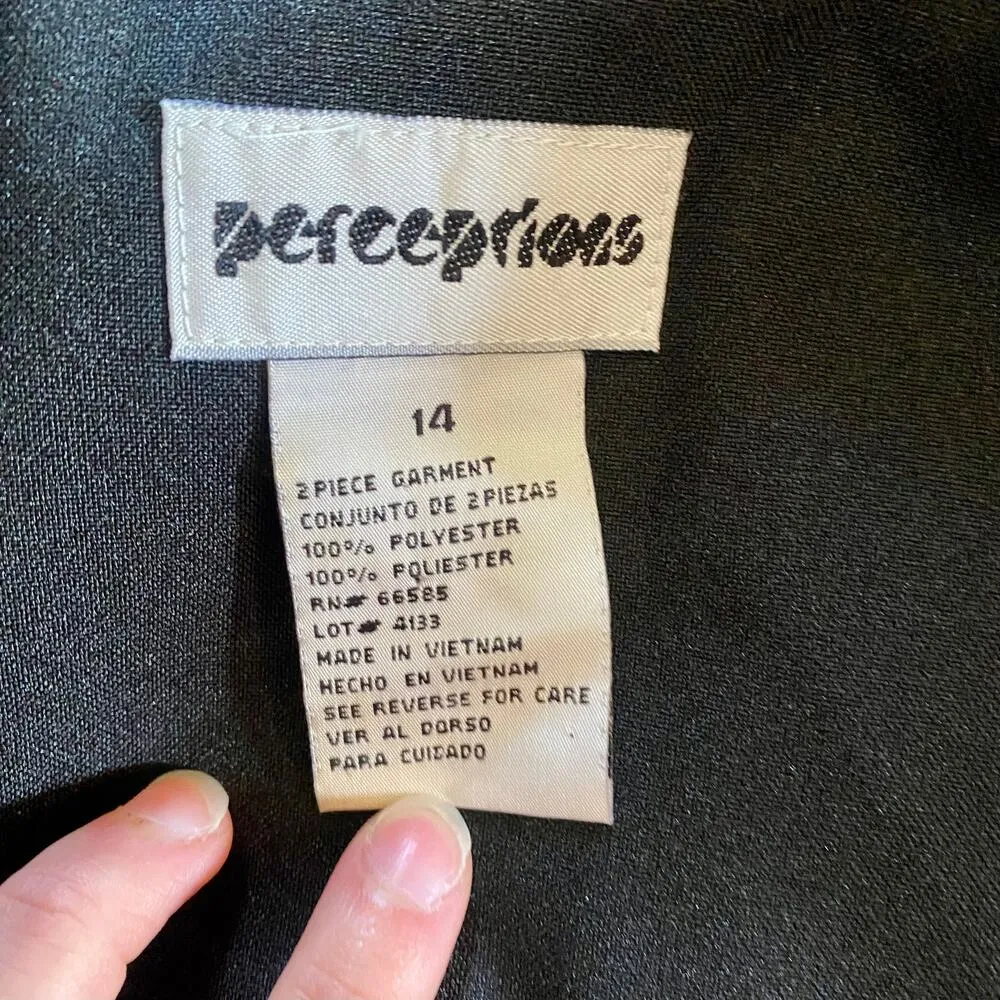 perceptions
14
2 PIECE GARMENT
CONJUNTO DE 2 PIEZAS
100% POLYESTER
100% POLIESTER
RN# 66585
LOT# 4133
MADE IN VIETNAM
HECHO EN VIETNAM
SEE REVERSE FOR CARE
VER AL DORSO
PARA CUIDADO